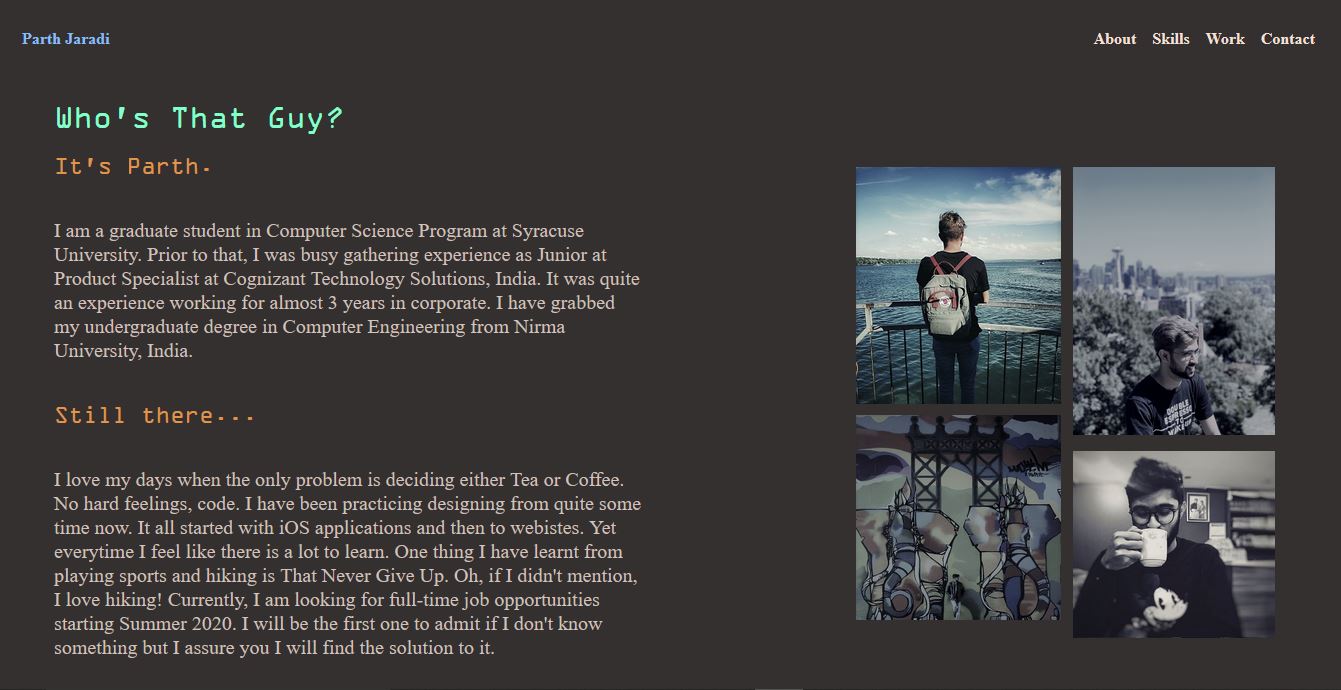 Parth Jaradi
About Skills Work Contact
Who's That Guy?
It's Parth.
I am a graduate student in Computer Science Program at Syracuse
University. Prior to that, I was busy gathering experience as Junior at
Product Specialist at Cognizant Technology Solutions, India. It was quite
an experience working for almost 3 years in corporate. I have grabbed
my undergraduate degree in Computer Engineering from Nirma
University, India.
Still there...
I love my days when the only problem is deciding either Tea or Coffee.
No hard feelings, code. I have been practicing designing from quite some
time now. It all started with iOS applications and then to webistes. Yet
everytime I feel like there is a lot to learn. One thing I have learnt from
playing sports and hiking is That Never Give Up. Oh, if I didn't mention,
I love hiking! Currently, I am looking for full-time job opportunities
starting Summer 2020. I will be the first one to admit if I don't know
something but I assure you I will find the solution to it.
DOUBLE
ESPRESSO
TO
WAKE UP